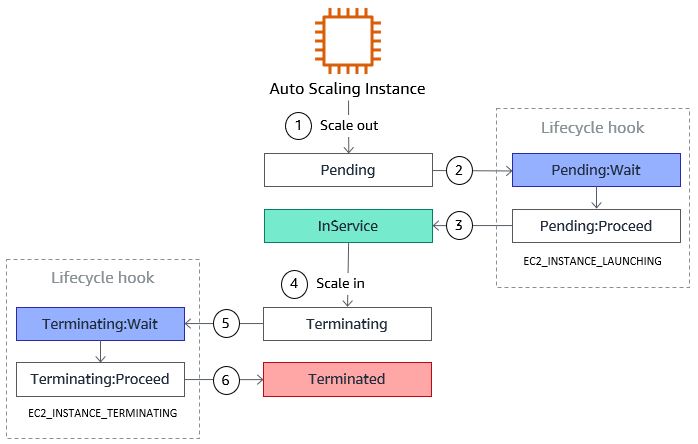 Auto Scaling Instance
1 Scale out
Lifecycle hook
Pending
2
Pending:Wait
InService
3
Pending:Proceed
EC2_INSTANCE_LAUNCHING
4 Scale in
Lifecycle hook
Terminating:Wait
5
Terminating
Terminating:Proceed
6
Terminated
EC2_INSTANCE_TERMINATING